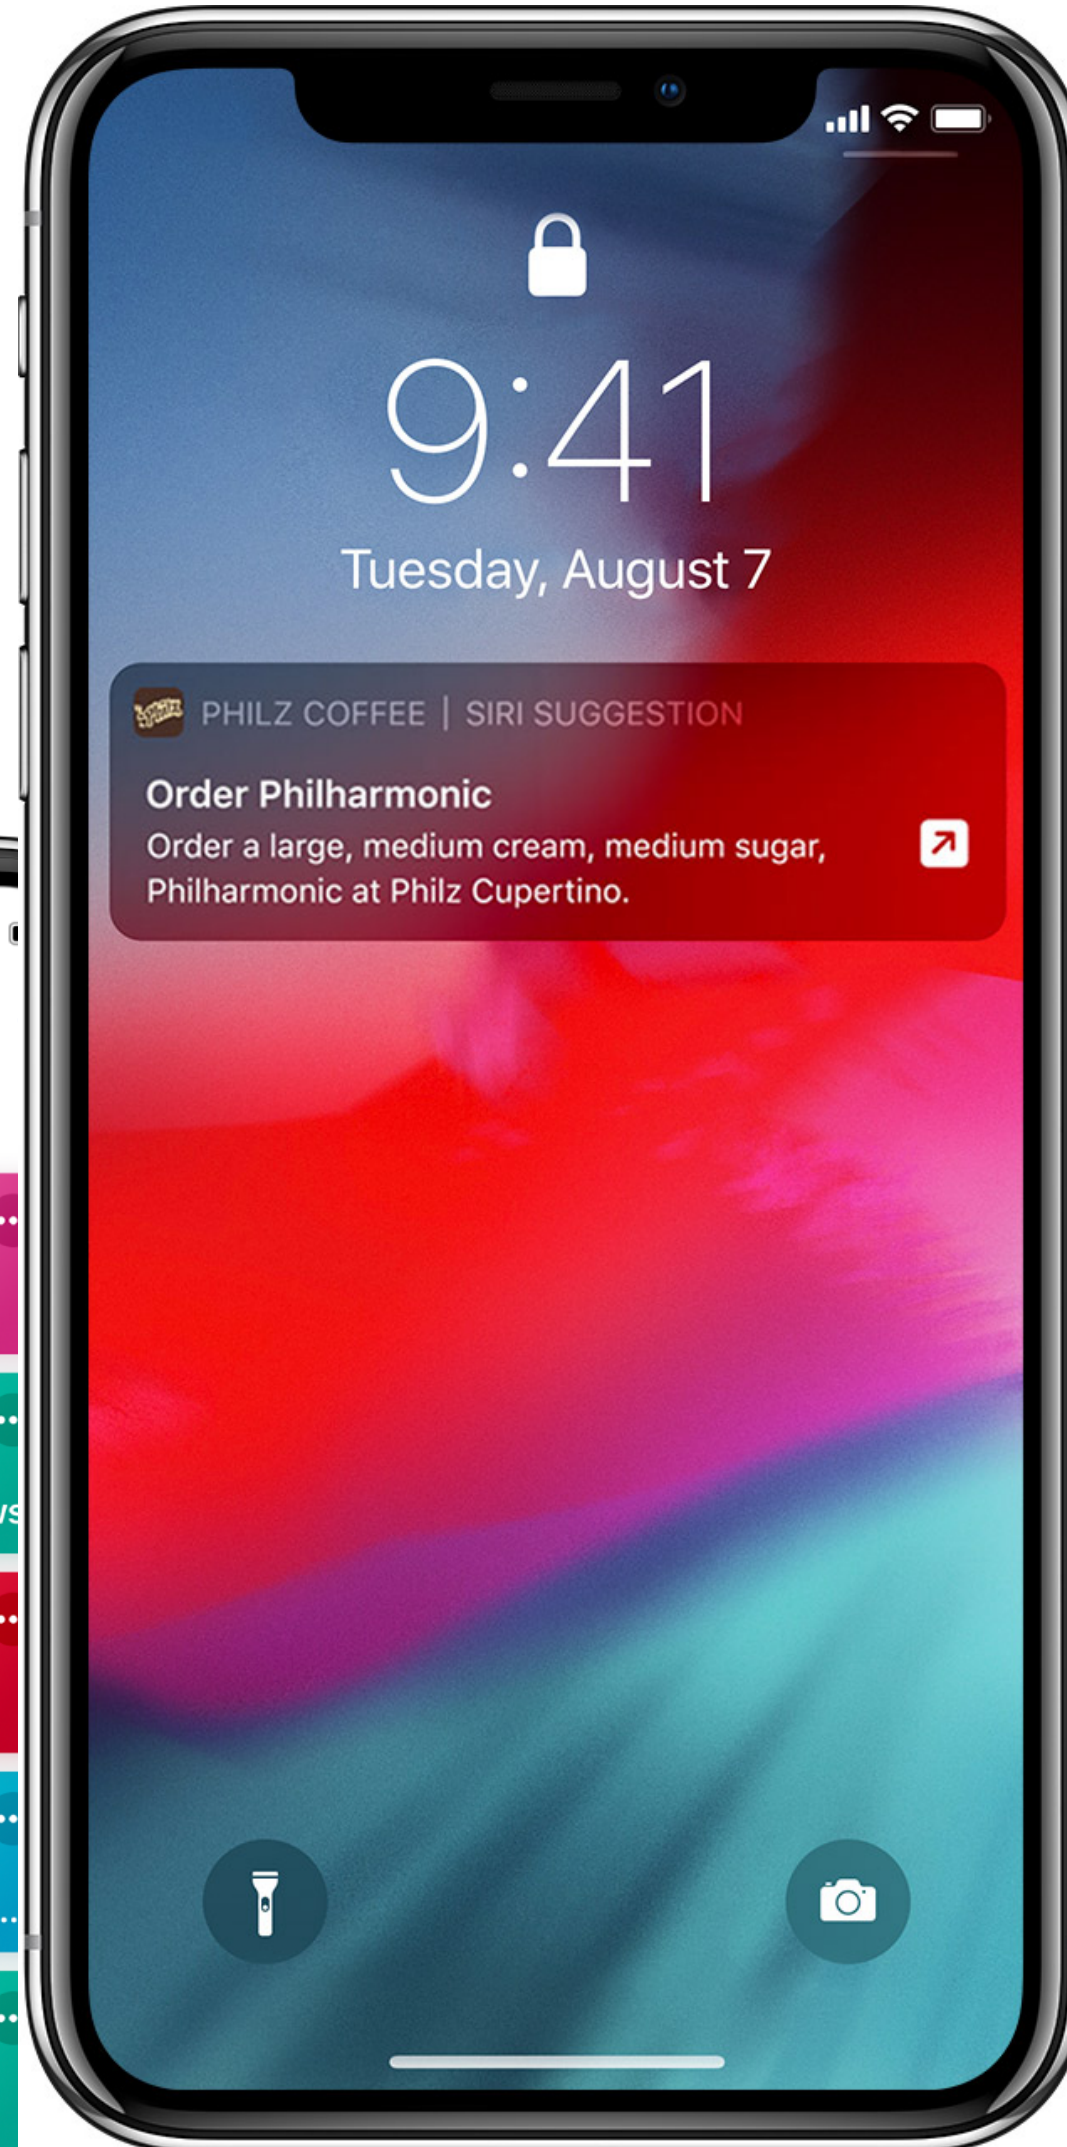 9:41
Tuesday, August 7
Philz
PHILZ COFFEE | SIRI SUGGESTION
Order Philharmonic
Order a large, medium cream, medium sugar,
Philharmonic at Philz Cupertino.